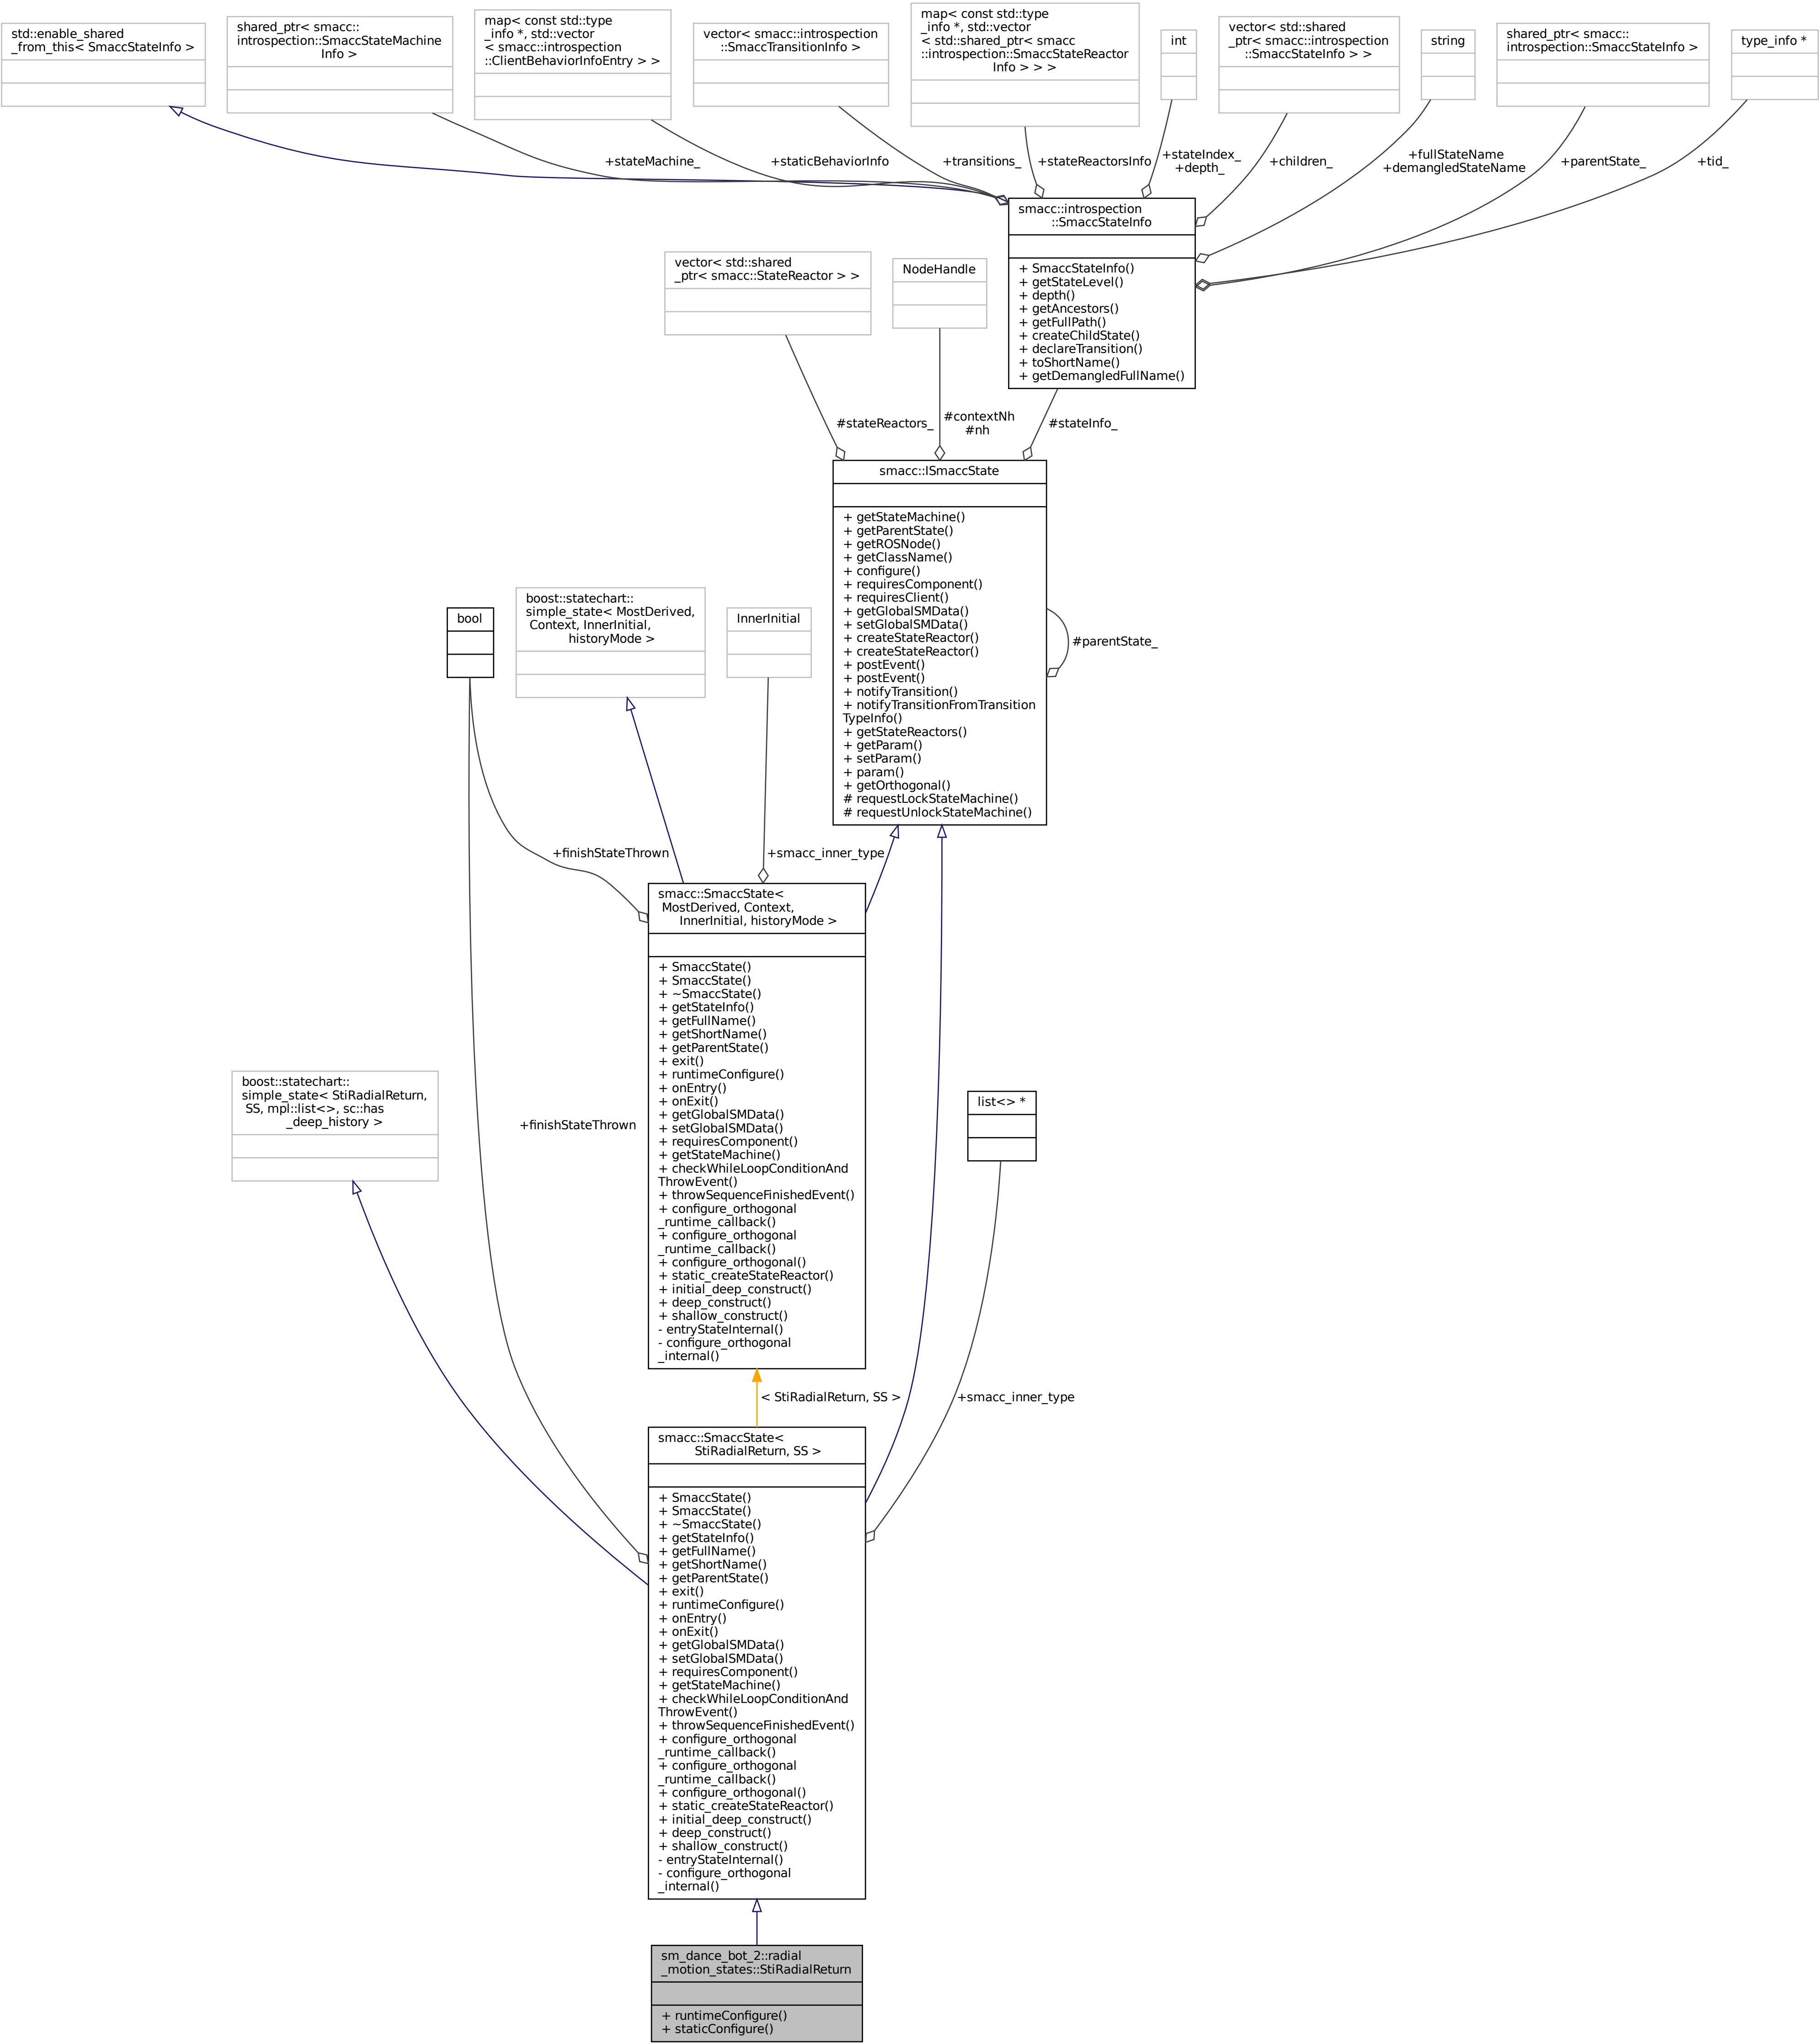 std::enable_shared
_from_this< SmaccStateInfo >
shared_ptr< smacc::
introspection::SmaccStateMachine
Info >
map< const std::type
_info *, std::vector
< smacc::introspection
::ClientBehaviorInfoEntry > >
vector< smacc::introspection
::SmaccTransitionInfo >
map< const std::type
_info *, std::vector
< std::shared_ptr< smacc
::introspection::SmaccStateReactor
Info > > >
int
vector< std::shared
_ptr< smacc::introspection
::SmaccStateInfo > >
string
shared_ptr< smacc::
introspection::SmaccStateInfo >
type_info *
+stateMachine_
+staticBehaviorInfo
+transitions_
+stateReactorsInfo
+stateIndex_
+depth_
+children_
+fullStateName
+demangledStateName
+parentState_
+tid_
smacc::introspection
::SmaccStateInfo
+ SmaccStateInfo()
+ getStateLevel()
+ depth()
+ getAncestors()
+ getFullPath()
+ createChildState()
+ declareTransition()
+ toShortName()
+ getDemangledFullName()
vector< std::shared
_ptr< smacc::StateReactor > >
NodeHandle
#stateReactors_
#contextNh
#nh
#stateInfo_
smacc::ISmaccState
+ getStateMachine()
+ getParentState()
+ getROSNode()
+ getClassName()
+ configure()
+ requiresComponent()
+ requiresClient()
+ getGlobalSMData()
+ setGlobalSMData()
+ createStateReactor()
+ createStateReactor()
+ postEvent()
+ postEvent()
+ notifyTransition()
+ notifyTransitionFromTransition
TypeInfo()
+ getStateReactors()
+ getParam()
+ setParam()
+ param()
+ getOrthogonal()
# requestLockStateMachine()
# requestUnlockStateMachine()
#parentState_
bool
boost::statechart::
simple_state< MostDerived,
Context, InnerInitial,
historyMode >
InnerInitial
+finishStateThrown
+smacc_inner_type
smacc::SmaccState<
MostDerived, Context,
InnerInitial, historyMode >
+ SmaccState()
+ SmaccState()
+ ~SmaccState()
+ getStateInfo()
+ getFullName()
+ getShortName()
+ getParentState()
+ exit()
+ runtimeConfigure()
+ onEntry()
+ onExit()
+ getGlobalSMData()
+ setGlobalSMData()
+ requiresComponent()
+ getStateMachine()
+ checkWhileLoopConditionAnd
ThrowEvent()
+ throwSequenceFinishedEvent()
+ configure_orthogonal
_runtime_callback()
+ configure_orthogonal
_runtime_callback()
+ configure_orthogonal()
+ static_createStateReactor()
+ initial_deep_construct()
+ deep_construct()
+ shallow_construct()
- entryStateInternal()
- configure_orthogonal
_internal()
boost::statechart::
simple_state< StiRadialReturn,
SS, mpl::list<>, sc::has
_deep_history >
+finishStateThrown
list<> *
< StiRadialReturn, SS >
+smacc_inner_type
smacc::SmaccState<
StiRadialReturn, SS >
+ SmaccState()
+ SmaccState()
+ ~SmaccState()
+ getStateInfo()
+ getFullName()
+ getShortName()
+ getParentState()
+ exit()
+ runtimeConfigure()
+ onEntry()
+ onExit()
+ getGlobalSMData()
+ setGlobalSMData()
+ requiresComponent()
+ getStateMachine()
+ checkWhileLoopConditionAnd
ThrowEvent()
+ throwSequenceFinishedEvent()
+ configure_orthogonal
_runtime_callback()
+ configure_orthogonal
_runtime_callback()
+ configure_orthogonal()
+ static_createStateReactor()
+ initial_deep_construct()
+ deep_construct()
+ shallow_construct()
- entryStateInternal()
- configure_orthogonal
_internal()
sm_dance_bot_2::radial
_motion_states::StiRadialReturn
+ runtimeConfigure()
+ staticConfigure()